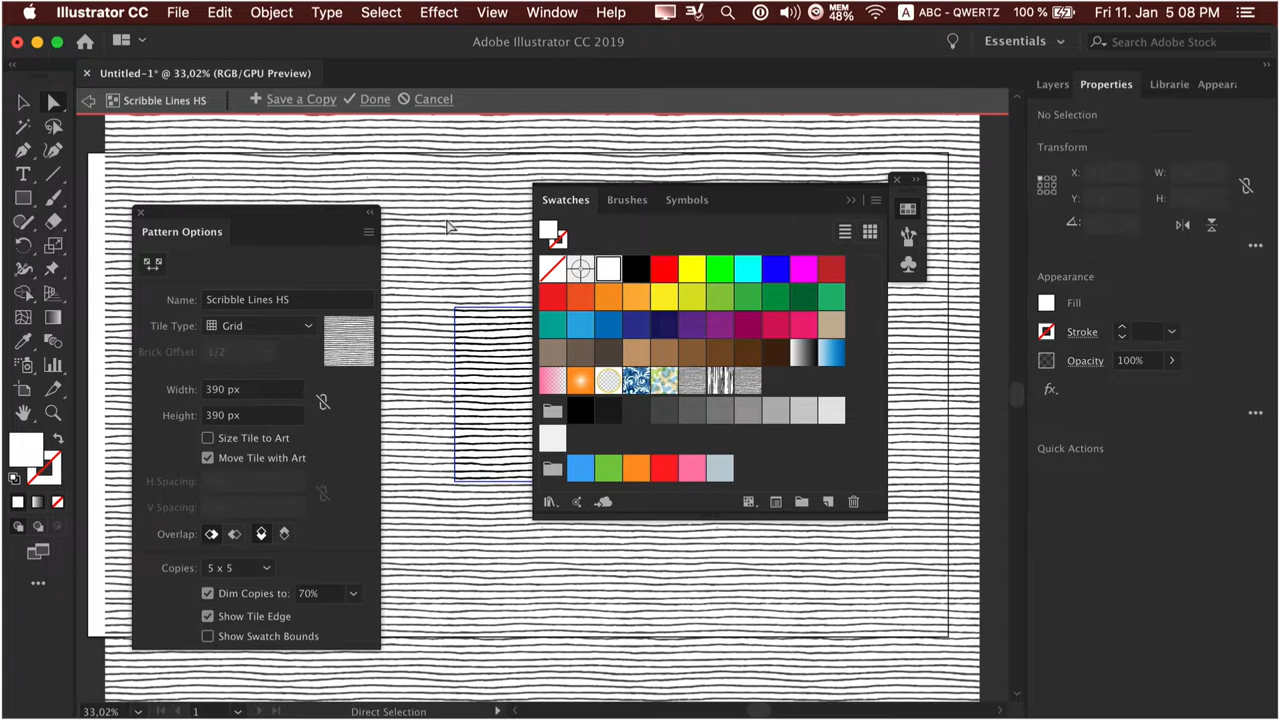 Illustrator CC File Edit Object Type Select Effect View Window Help MEM 48% A ABC - QWERTZ 100 % Fri 11. Jan 5 08 PM
Adobe Illustrator CC 2019
Essentials
Search Adobe Stock
Untitled-1* @ 33,02% (RGB/GPU Preview)
Scribble Lines HS
Save a Copy
Done
Cancel
Layers
Properties
Librarie
Appear
No Selection
Transform
X:
W:
Y:
H:
Appearance
Fill
Stroke
Opacity
100%
fx.
Quick Actions
Pattern Options
Name: Scribble Lines HS
Tile Type: Grid
Brick Offset: 1/2
Width: 390 px
Height: 390 px
Size Tile to Art
Move Tile with Art
H Spacing:
V Spacing:
Overlap:
Copies: 5 x 5
Dim Copies to: 70%
Show Tile Edge
Show Swatch Bounds
Swatches
Brushes
Symbols
33,02%
1
Direct Selection